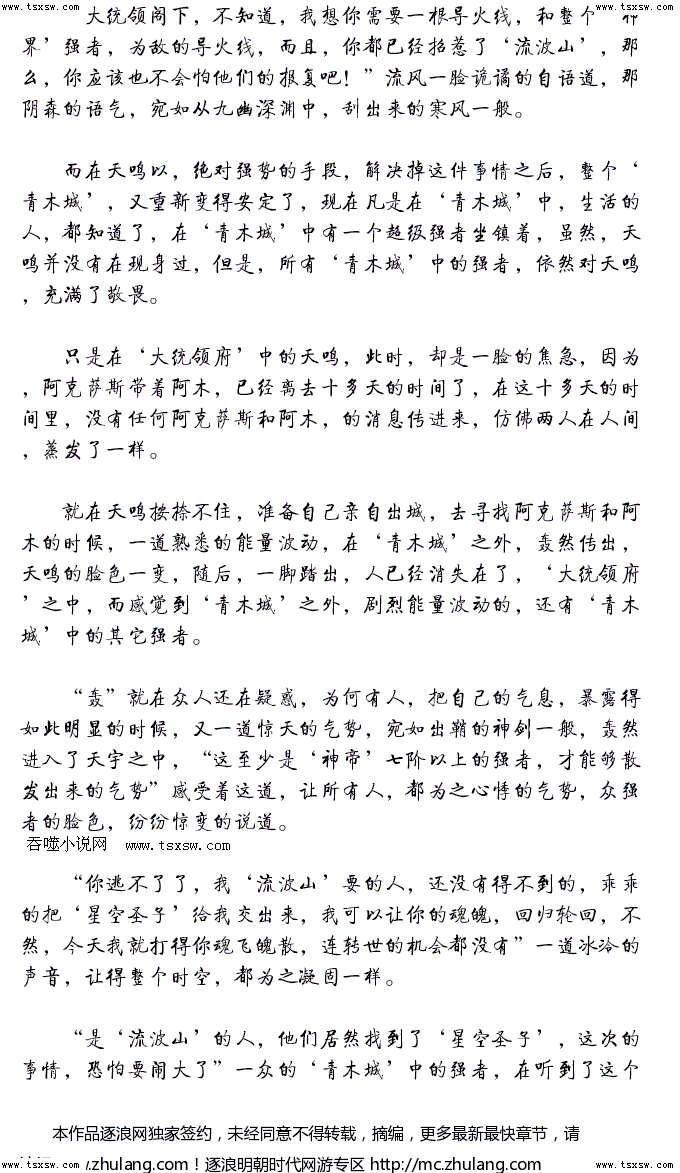 www.tsxsw.com www.tsxsw.com
大统领阁下，不知道，我想你需要一根导火线，和整个‘神
界’强者，为敌的导火线，而且，你都已经招惹了‘流波山’，那
么，你应该也不会怕他们的报复吧！”流风一脸诡谲的自语道，那
阴森的语气，宛如从九幽深渊中，刮出来的寒风一般。
而在天鸣以，绝对强势的手段，解决掉这件事情之后，整个‘
青木城’，又重新变得安定了，现在凡是在‘青木城’中，生活的
人，都知道了，在‘青木城’中有一个超级强者坐镇着，虽然，天
鸣并没有在现身过，但是，所有‘青木城’中的强者，依然对天鸣
，充满了敬畏。
只是在‘大统领府’中的天鸣，此时，却是一脸的焦急，因为
，阿克萨斯带着阿木，已经离去十多天的时间了，在这十多天的时
间里，没有任何阿克萨斯和阿木，的消息传进来，仿佛两人在人间
，蒸发了一样。
就在天鸣按捺不住，准备自己亲自出城，去寻找阿克萨斯和阿
木的时候，一道熟悉的能量波动，在‘青木城’之外，轰然传出，
天鸣的脸色一变，随后，一脚踏出，人已经消失在了，‘大统领府
’之中，而感觉到‘青木城’之外，剧烈能量波动的，还有‘青木
城’中的其它强者。
“轰”就在众人还在疑惑，为何有人，把自己的气息，暴露得
如此明显的时候，又一道惊天的气势，宛如出鞘的神剑一般，轰然
进入了天宇之中，“这至少是‘神帝’七阶以上的强者，才能够散
发出来的气势”感受着这道，让所有人，都为之心悸的气势，众强
者的脸色，纷纷惊变的说道。
吞噬小说网 www.tsxsw.com
“你逃不了了，我‘流波山’要的人，还没有得不到的，乖乖
的把‘星空圣子’给我交出来，我可以让你的魂魄，回归轮回，不
然，今天我就打得你魂飞魄散，连转世的机会都没有”一道冰冷的
声音，让得整个时空，都为之凝固一样。
“是‘流波山’的人，他们居然找到了‘星空圣子’，这次的
事情，恐怕要闹大了”一众的‘青木城’中的强者，在听到了这个
本作品逐浪网独家签约，未经同意不得转载，摘编，更多最新最快章节，请
.zhulang.com！逐浪明朝时代网游专区 http://mc.zhulang.com
www.tsxsw.com www.tsxsw.com